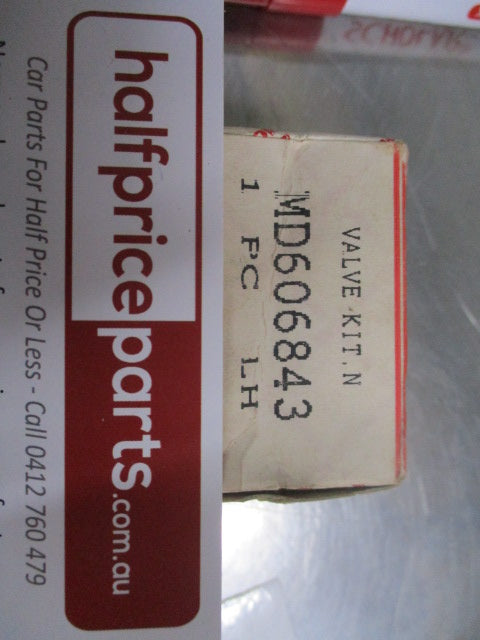 halfpriceparts.com.au
Car Parts For Half Price Or Less - Call 0412 760 479
VALVE KIT.N
MD606843
1 PC LH